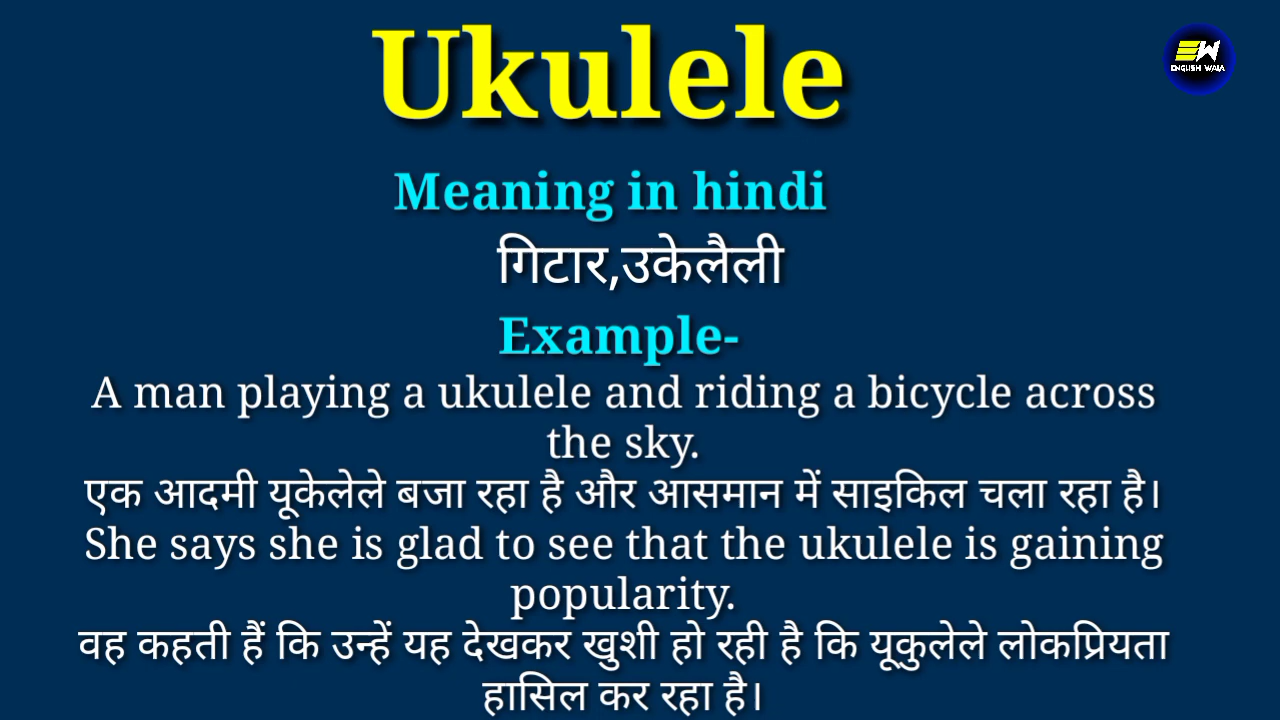 Ukulele
EW
ENGLISH WALA
Meaning in hindi
गिटार,उकेलैली
Example-
A man playing a ukulele and riding a bicycle across
the sky.
एक आदमी यूकेलेले बजा रहा है और आसमान में साइकिल चला रहा है।
She says she is glad to see that the ukulele is gaining
popularity.
वह कहती हैं कि उन्हें यह देखकर खुशी हो रही है कि यूकुलेले लोकप्रियता
हासिल कर रहा है।